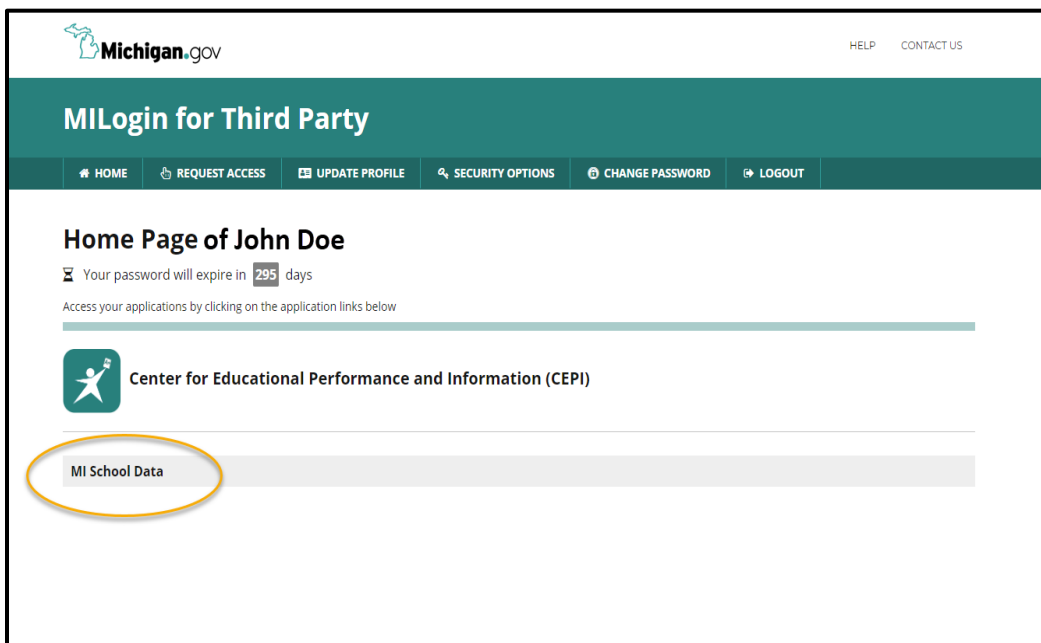 Michigan.gov
HELP CONTACT US
MILogin for Third Party
HOME REQUEST ACCESS UPDATE PROFILE SECURITY OPTIONS CHANGE PASSWORD LOGOUT
Home Page of John Doe
Your password will expire in 295 days
Access your applications by clicking on the application links below
Center for Educational Performance and Information (CEPI)
MI School Data